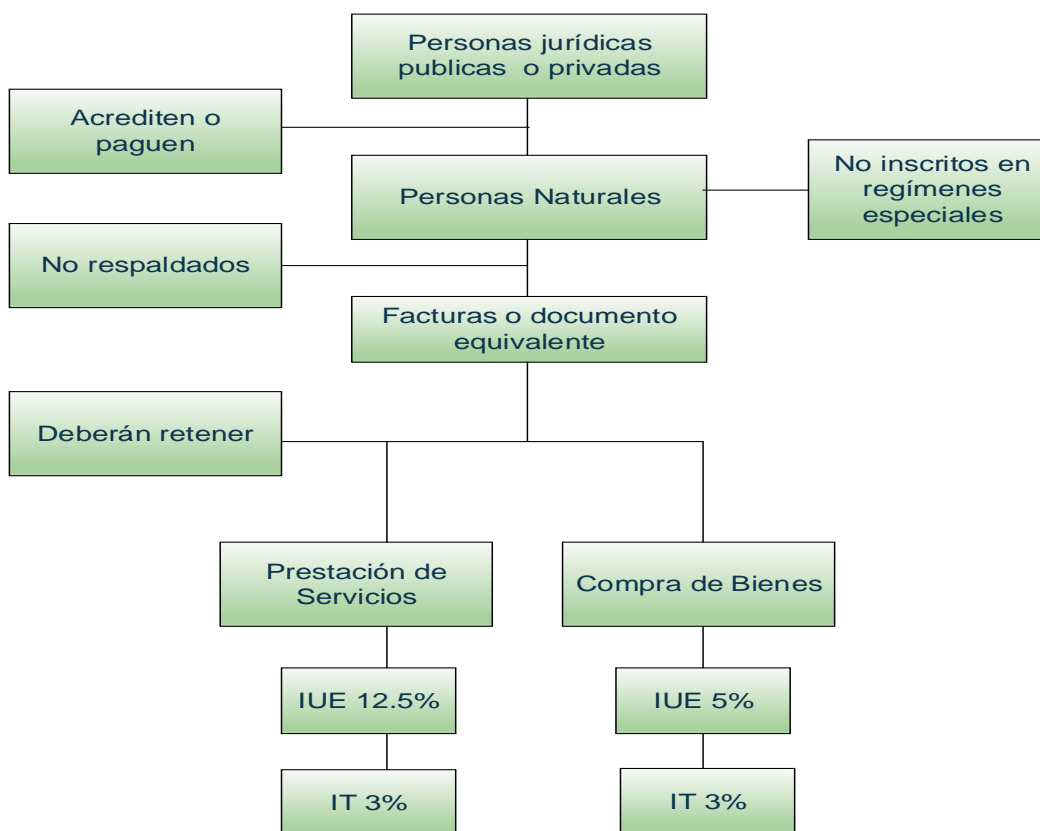 Personas jurídicas
publicas o privadas
Acrediten o
paguen
Personas Naturales
No inscritos en
regímenes
especiales
No respaldados
Facturas o documento
equivalente
Deberán retener
Prestación de
Servicios
Compra de Bienes
IUE 12.5%
IUE 5%
IT 3%
IT 3%